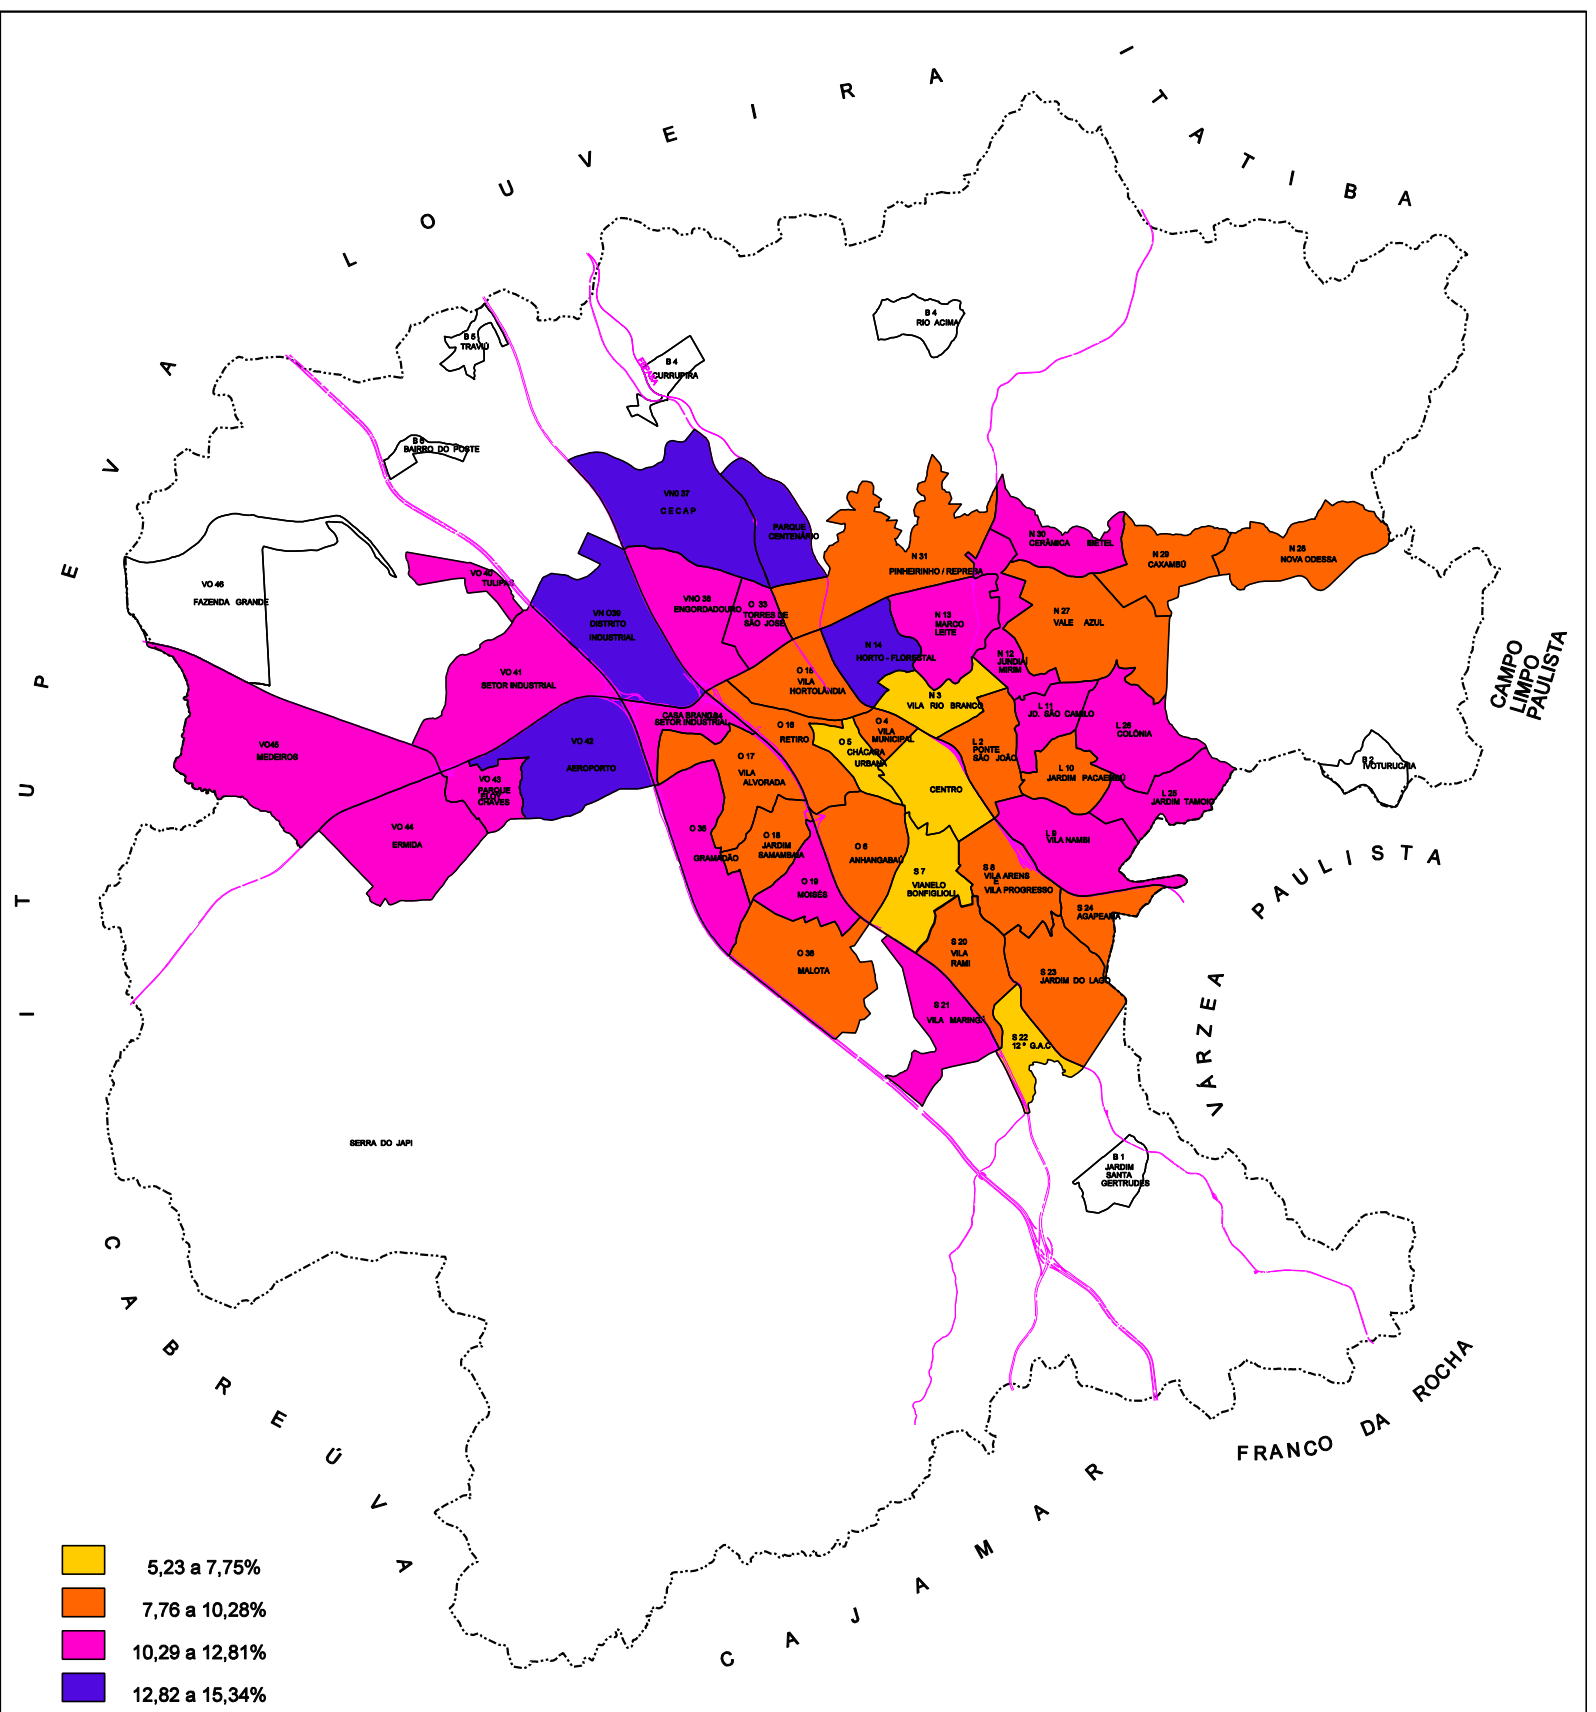 LOUVEIRA
ITATIBA
ITUPEVA
CAMPO
LIMPO
PAULISTA
VÁRZEA
PAULISTA
FRANCO DA ROCHA
CAJAMAR
CABREÚVA
B 4
RIO ACIMA
B 5
TRAVIÚ
B 4
CURRUPIRA
BAIRRO DO POSTE
VN0 37
CECAP
PARQUE
CENTENÁRIO
N 31
PINHEIRINHO / REPRESA
N 30
CERÂMICA IBETEL
N 29
CAXAMBÚ
N 28
NOVA ODESSA
VO 46
FAZENDA GRANDE
VO 40
TULIPAS
VN O39
DISTRITO
INDUSTRIAL
VNO 38
ENGORDADOURO
O 33
TORRES DE
SÃO JOSÉ
N 13
MARCO
LEITE
N 27
VALE AZUL
N 14
HORTO - FLORESTAL
N 12
JUNDIAÍ
MIRIM
VO 41
SETOR INDUSTRIAL
O 15
VILA
HORTOLÂNDIA
N 3
VILA RIO BRANCO
L 11
JD. SÃO CAMILO
L 26
COLÔNIA
CASA BRANCA
SETOR INDUSTRIAL
O 16
RETIRO
O 4
VILA
MUNICIPAL
O 5
CHÁCARA
URBANA
L 2
PONTE
SÃO JOÃO
VO45
MEDEIROS
VO 42
AEROPORTO
O 17
VILA
ALVORADA
CENTRO
L 10
JARDIM PACAEMBÚ
S 2
IVOTURUCAIA
VO 43
PARQUE
ELOY
CHAVES
L 25
JARDIM TAMOIO
VO 44
ERMIDA
O 35
GRAMADÃO
O 18
JARDIM
SAMAMBAIA
O 6
ANHANGABAÚ
L 9
VILA NAMBI
O 19
MOISÉS
S 7
VIANELO
BONFIGLIOLI
S 8
VILA ARENS
E
VILA PROGRESSO
S 24
AGAPEAMA
O 36
MALOTA
S 20
VILA
RAMI
S 23
JARDIM DO LAGO
S 21
VILA MARINGÁ
S 22
12 º G.A.C
SERRA DO JAPI
B 1
JARDIM
SANTA
GERTRUDES
5,23 a 7,75%
7,76 a 10,28%
10,29 a 12,81%
12,82 a 15,34%